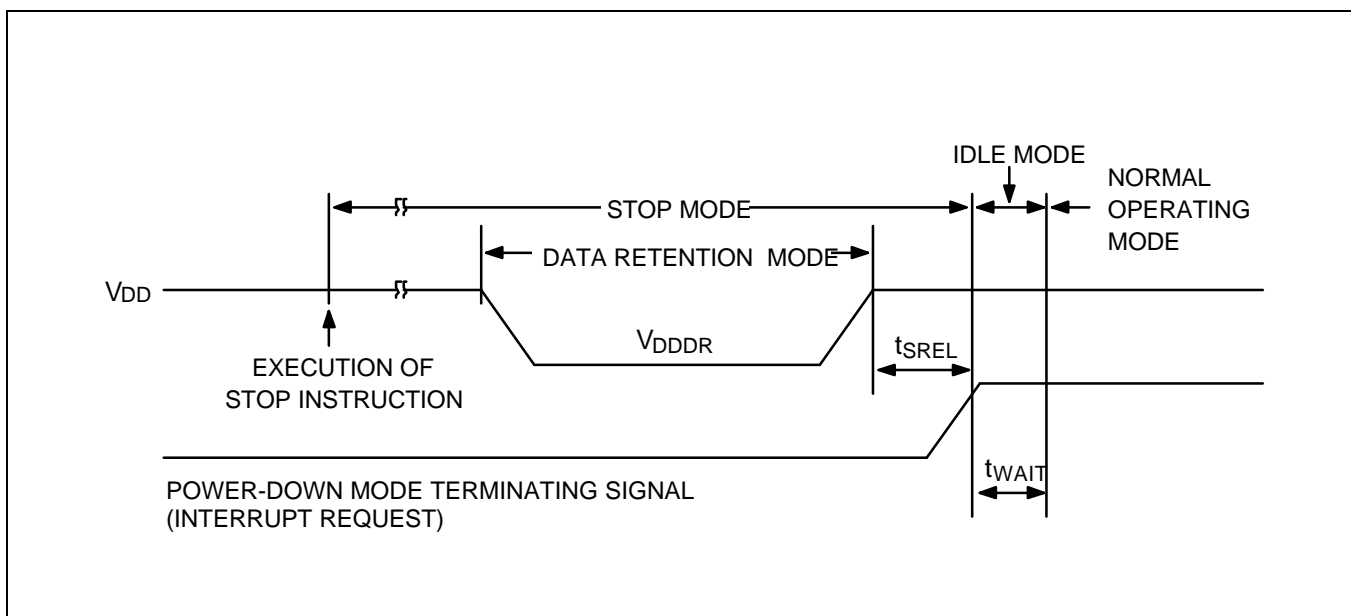 IDLE MODE
NORMAL
OPERATING
MODE
STOP MODE
DATA RETENTION MODE
VDD
VDDDR
tSREL
EXECUTION OF
STOP INSTRUCTION
tWAIT
POWER-DOWN MODE TERMINATING SIGNAL
(INTERRUPT REQUEST)